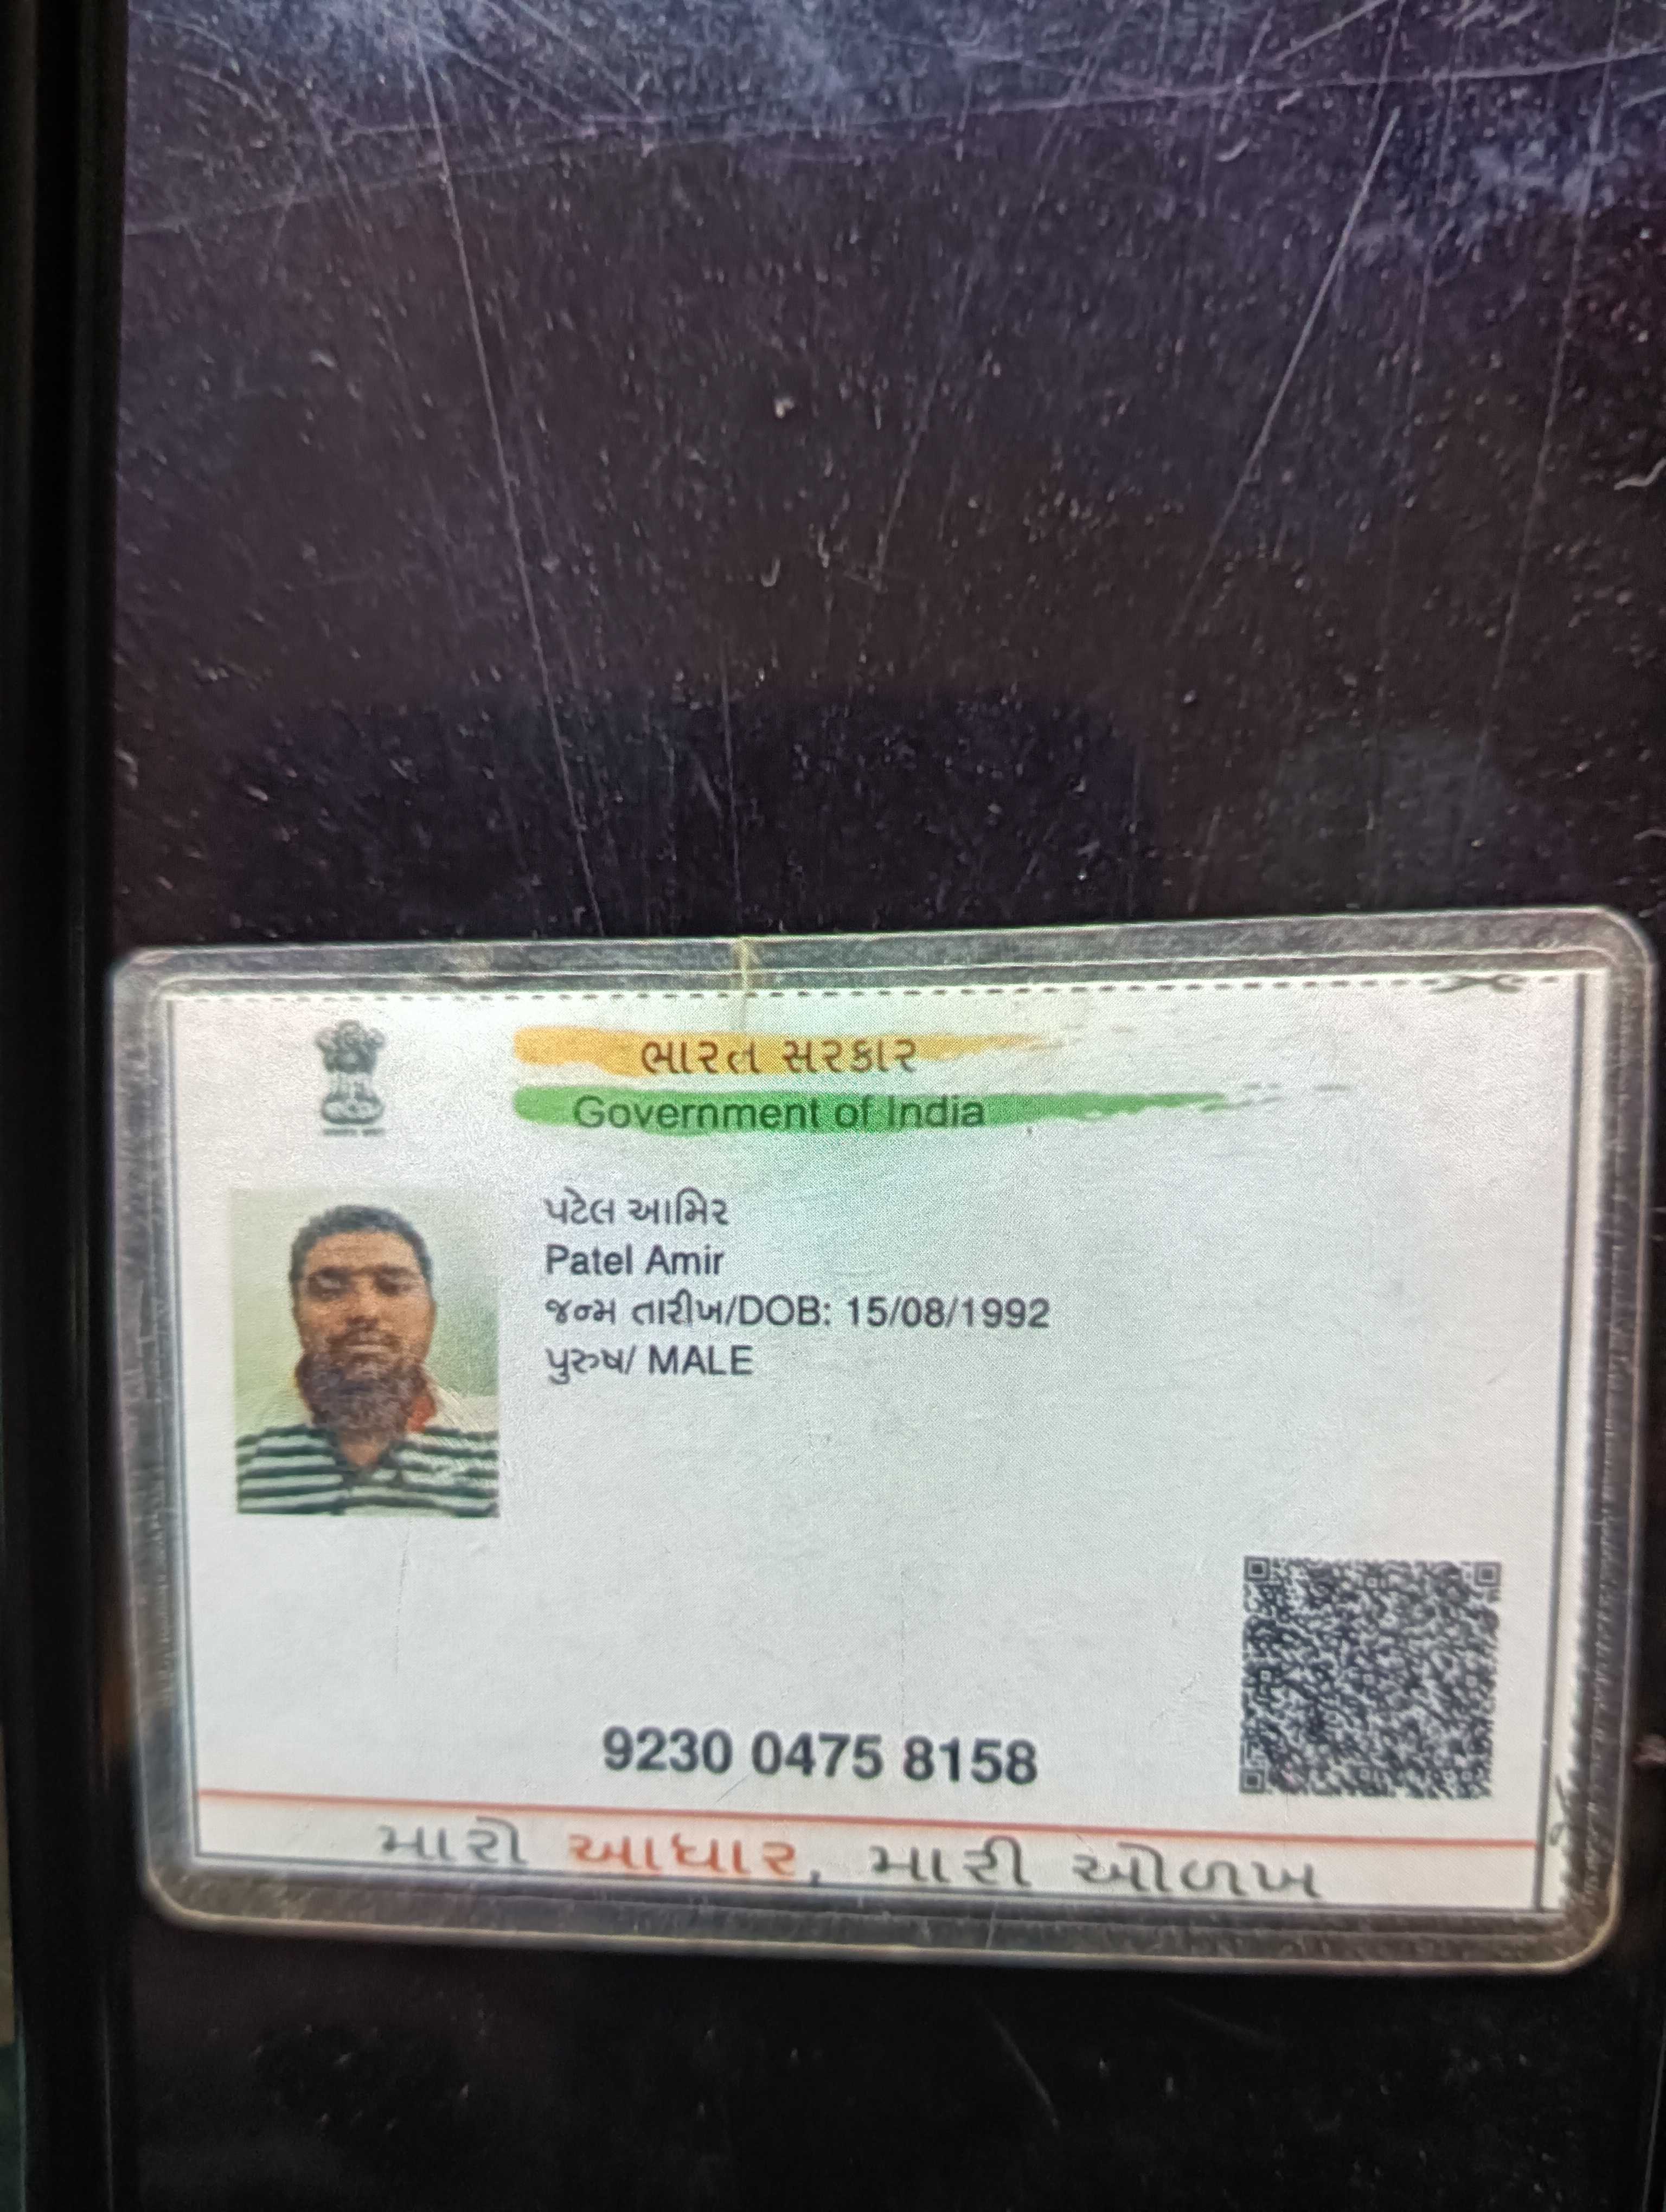 ભારત સરકાર
Government of India
પટેલ આમિર
Patel Amir
જન્મ તારીખ/DOB: 15/08/1992
પુરુષ/ MALE
9230 0475 8158
મારો આધાર, મારી ઓળખ